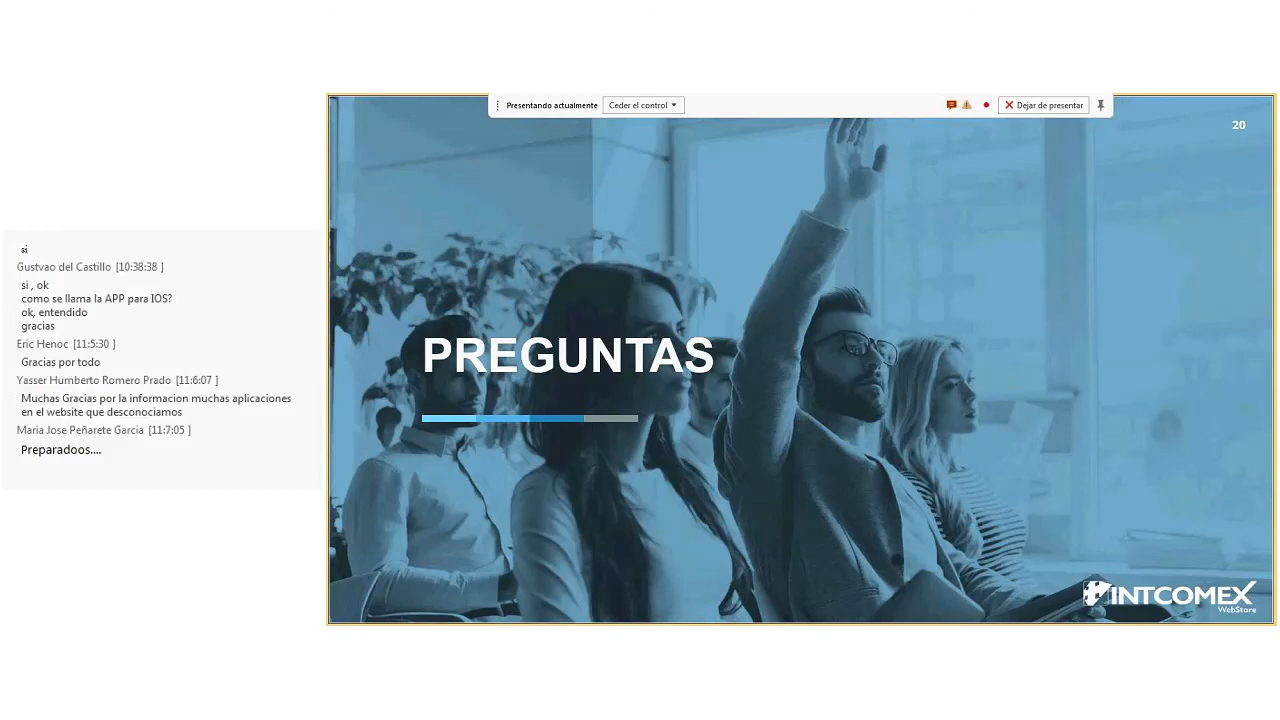 si
Gustvao del Castillo [10:38:38 ]
si , ok
como se llama la APP para IOS?
ok, entendido
gracias
Eric Henoc [11:5:30 ]
Gracias por todo
Yasser Humberto Romero Prado [11:6:07 ]
Muchas Gracias por la informacion muchas aplicaciones
en el website que desconociamos
Maria Jose Peñarete Garcia [11:7:05 ]
Preparadoos....
Presentando actualmente
Ceder el control
Dejar de presentar
20
PREGUNTAS
INTCOMEX
WebStore